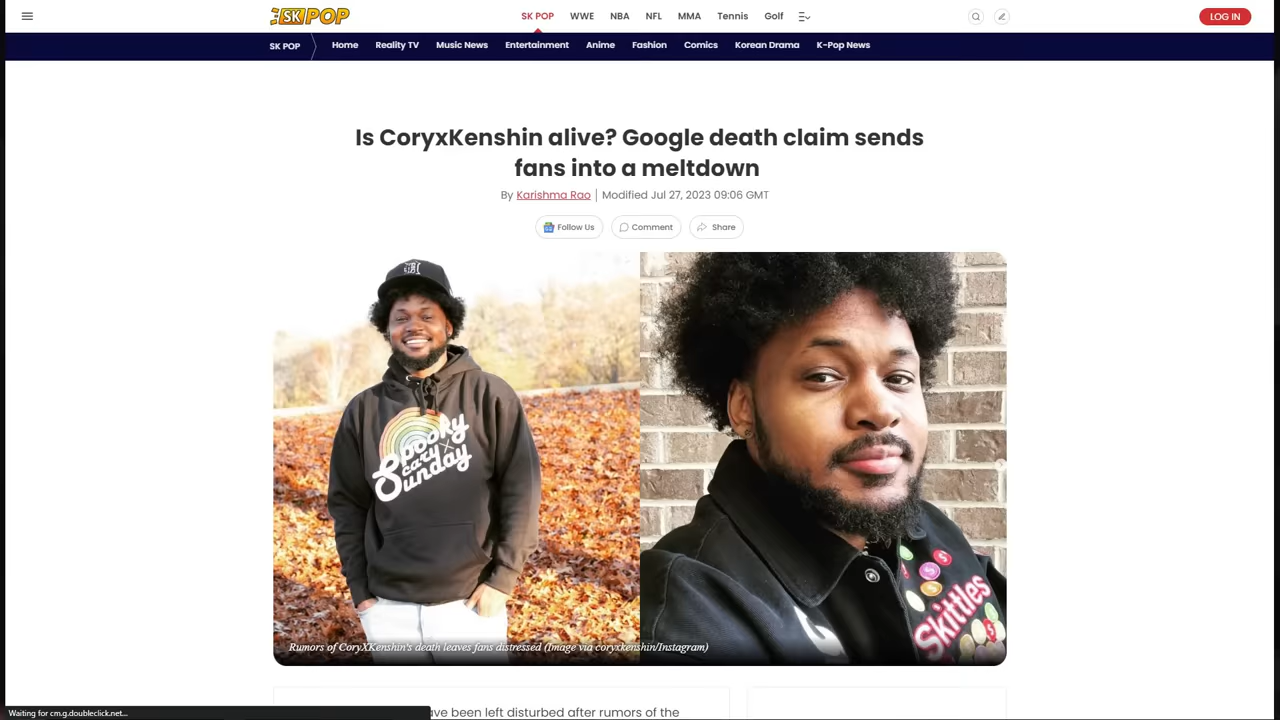 SK POP
SK POP WWE NBA NFL MMA Tennis Golf
LOG IN
SK POP Home Reality TV Music News Entertainment Anime Fashion Comics Korean Drama K-Pop News
Is CoryxKenshin alive? Google death claim sends
fans into a meltdown
By Karishma Rao | Modified Jul 27, 2023 09:06 GMT
Follow Us Comment Share
Spooky
Scary
Sunday
Skittles
Rumors of CoryXKenshin's death leaves fans distressed (Image via coryxkenshin/Instagram)
ave been left disturbed after rumors of the
Waiting for cm.g.doubleclick.net...